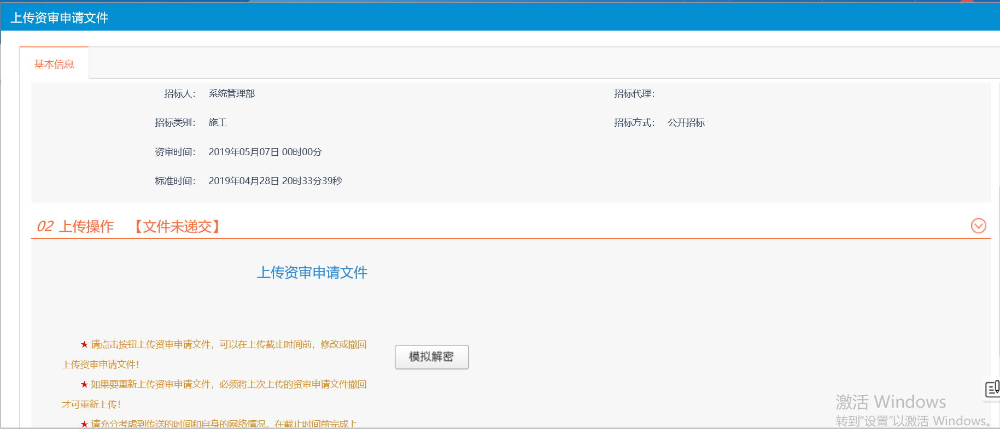 上传资审申请文件
基本信息
招标人： 系统管理部 招标代理：
招标类别： 施工 招标方式： 公开招标
资审时间： 2019年05月07日 00时00分
标准时间： 2019年04月28日 20时33分39秒
02 上传操作 【文件未递交】
上传资审申请文件
★ 请点击按钮上传资审申请文件，可以在上传截止时间前，修改或撤回
上传资审申请文件！
模拟解密
★ 如果要重新上传资审申请文件，必须将上次上传的资审申请文件撤回
才可重新上传！
★ 请充分考虑到传送的时间和自身的网络情况，在截止时间前完成上
激活 Windows
转到“设置”以激活 Windows。